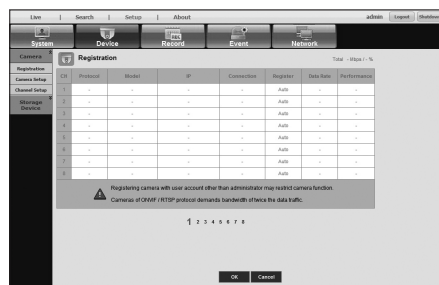 Live | Search | Setup | About admin Logout Shutdown
System Device Record Event Network
Camera
Registration
Camera Setup
Channel Setup
Storage Device
Registration Total - Mbps / - %
CH Protocol Model IP Connection Register Data Rate Performance
1 - - - - Auto - -
2 - - - - Auto - -
3 - - - - Auto - -
4 - - - - Auto - -
5 - - - - Auto - -
6 - - - - Auto - -
7 - - - - Auto - -
8 - - - - Auto - -
Registering camera with user account other than administrator may restrict camera function.
Cameras of ONVIF / RTSP protocol demands bandwidth of twice the data traffic.
1 2 3 4 5 6 7 8
OK Cancel